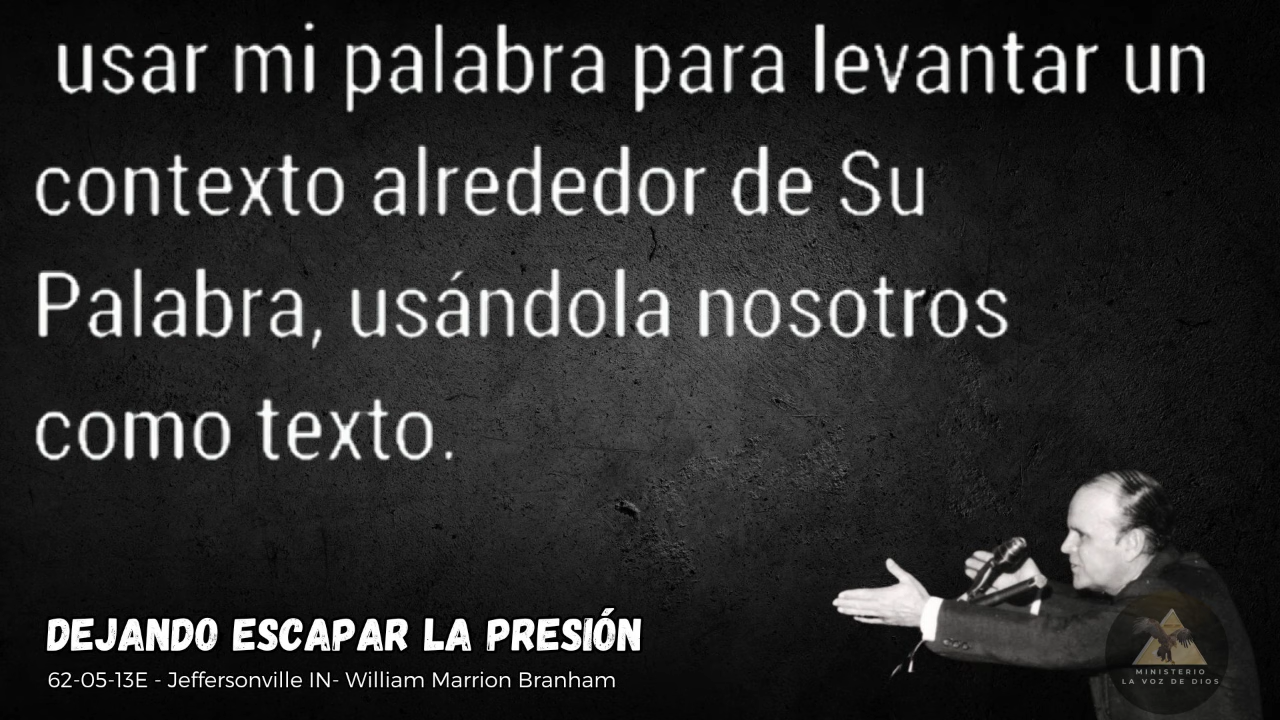 usar mi palabra para levantar un
contexto alrededor de Su
Palabra, usándola nosotros
como texto.
DEJANDO ESCAPAR LA PRESIÓN
62-05-13E - Jeffersonville IN- William Marrion Branham
MINISTERIO
LA VOZ DE DIOS